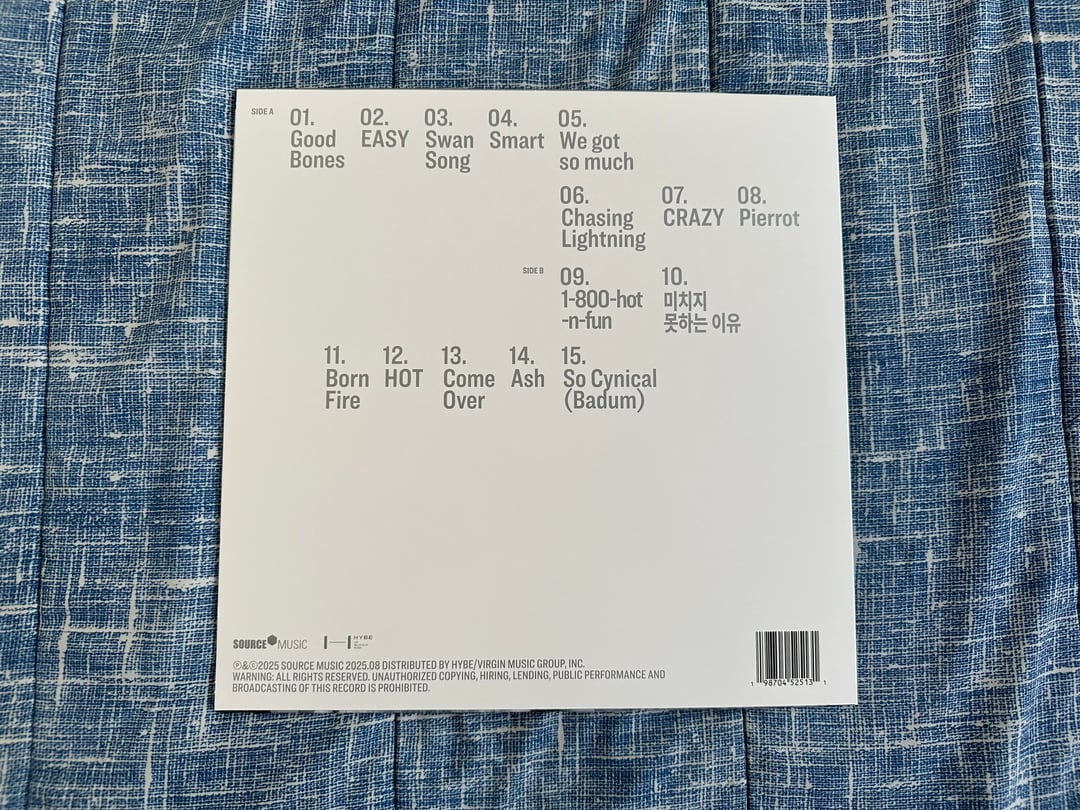 SIDE A
01.
Good
Bones
02.
EASY
03.
Swan
Song
04.
Smart
05.
We got
so much
06.
Chasing
Lightning
07.
CRAZY
08.
Pierrot
SIDE B
09.
1-800-hot
-n-fun
10.
미치지
못하는 이유
11.
Born
Fire
12.
HOT
13.
Come
Over
14.
Ash
15.
So Cynical
(Badum)
SOURCE MUSIC
HYBE
℗&©2025 SOURCE MUSIC 2025.08 DISTRIBUTED BY HYBE/VIRGIN MUSIC GROUP, INC.
WARNING: ALL RIGHTS RESERVED. UNAUTHORIZED COPYING, HIRING, LENDING, PUBLIC PERFORMANCE AND
BROADCASTING OF THIS RECORD IS PROHIBITED.
1 98704 52513 1